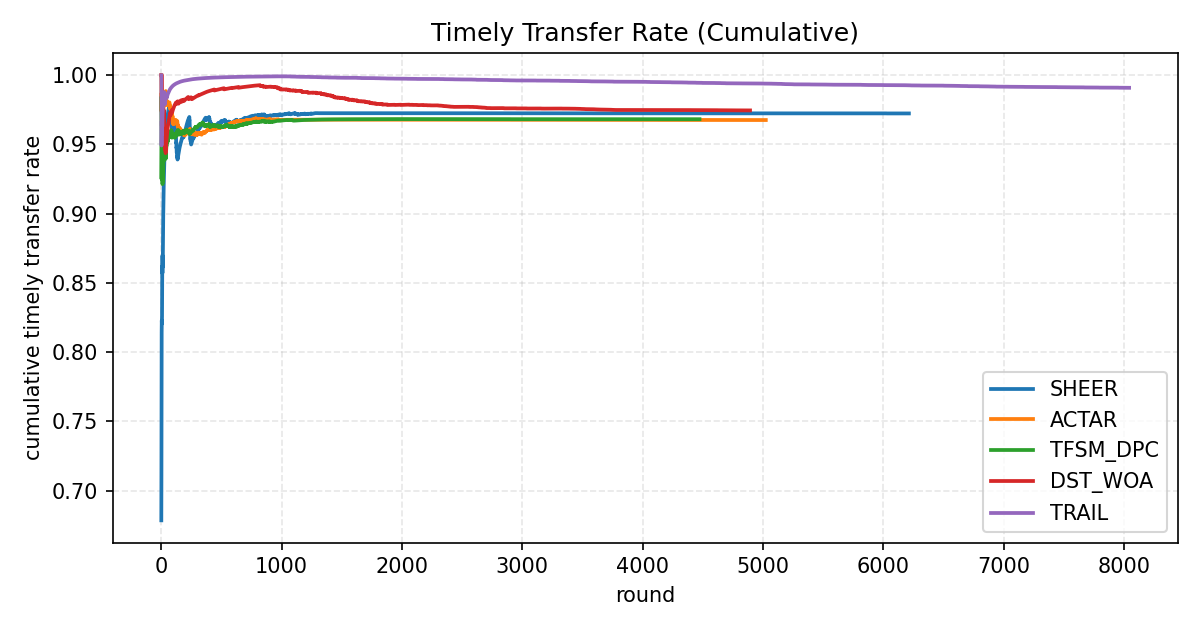 Timely Transfer Rate (Cumulative)
cumulative timely transfer rate
1.00
0.95
0.90
0.85
0.80
0.75
0.70
0 1000 2000 3000 4000 5000 6000 7000 8000
round
SHEER
ACTAR
TFSM_DPC
DST_WOA
TRAIL